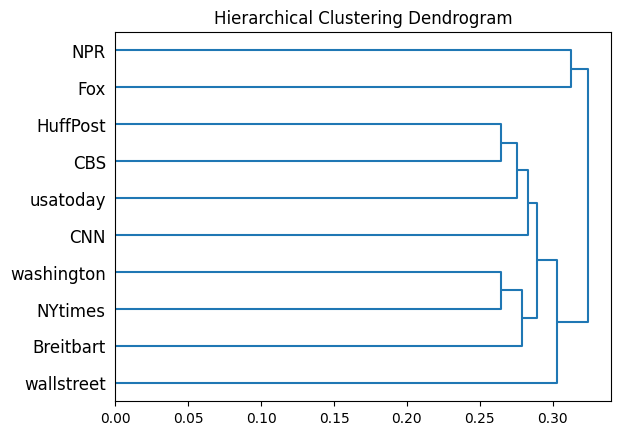 Hierarchical Clustering Dendrogram
NPR
Fox
HuffPost
CBS
usatoday
CNN
washington
NYtimes
Breitbart
wallstreet
0.00 0.05 0.10 0.15 0.20 0.25 0.30